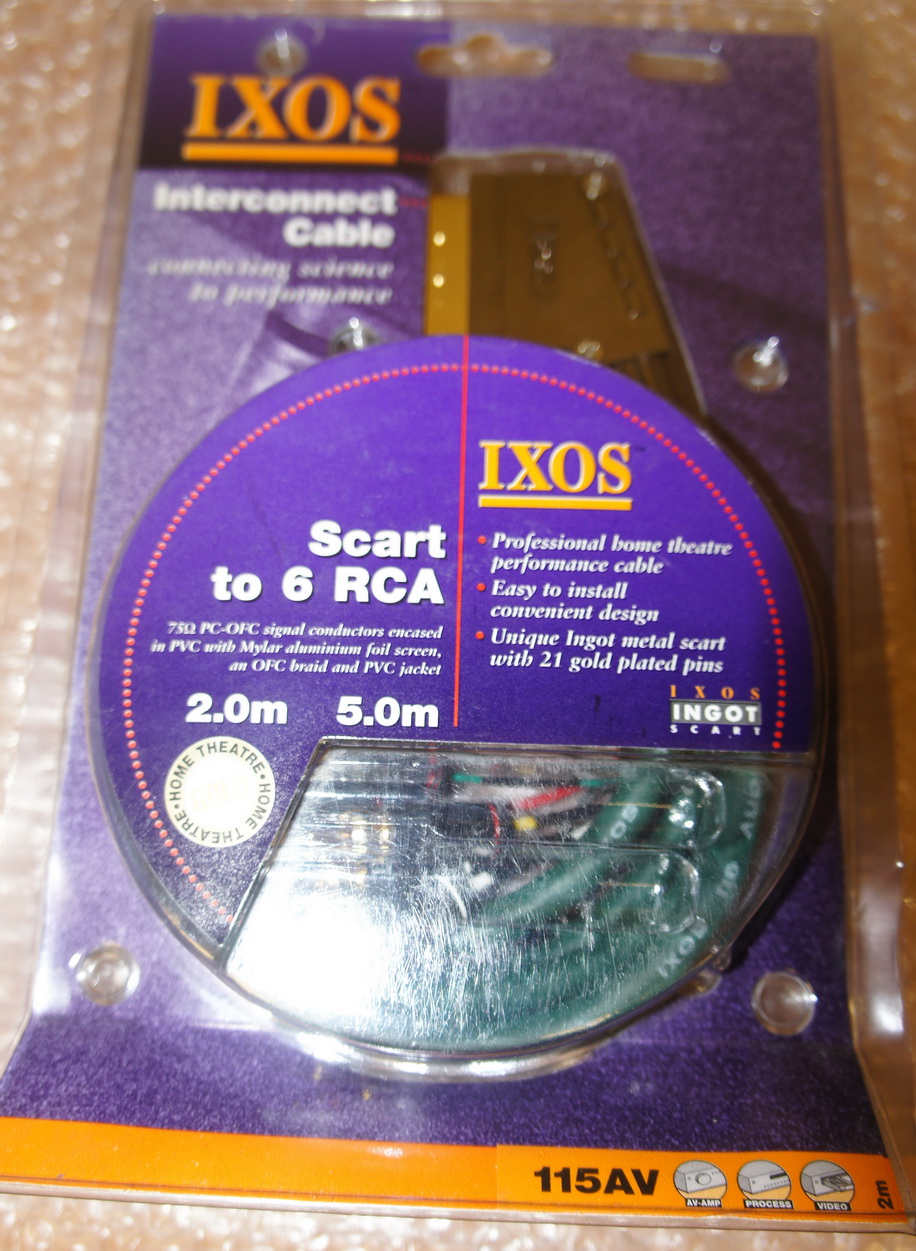 IXOS
Interconnect
Cable
connecting science
to performance
IXOS™
Scart
to 6 RCA
75Ω PC-OFC signal conductors encased
in PVC with Mylar aluminium foil screen,
an OFC braid and PVC jacket
2.0m 5.0m
• Professional home theatre
performance cable
• Easy to install
convenient design
• Unique Ingot metal scart
with 21 gold plated pins
IXOS
INGOT
SCART
HOME THEATRE • HOME THEATRE •
GOLD
IXOS
115AV
AV-AMP
PROCESS
VIDEO
2m